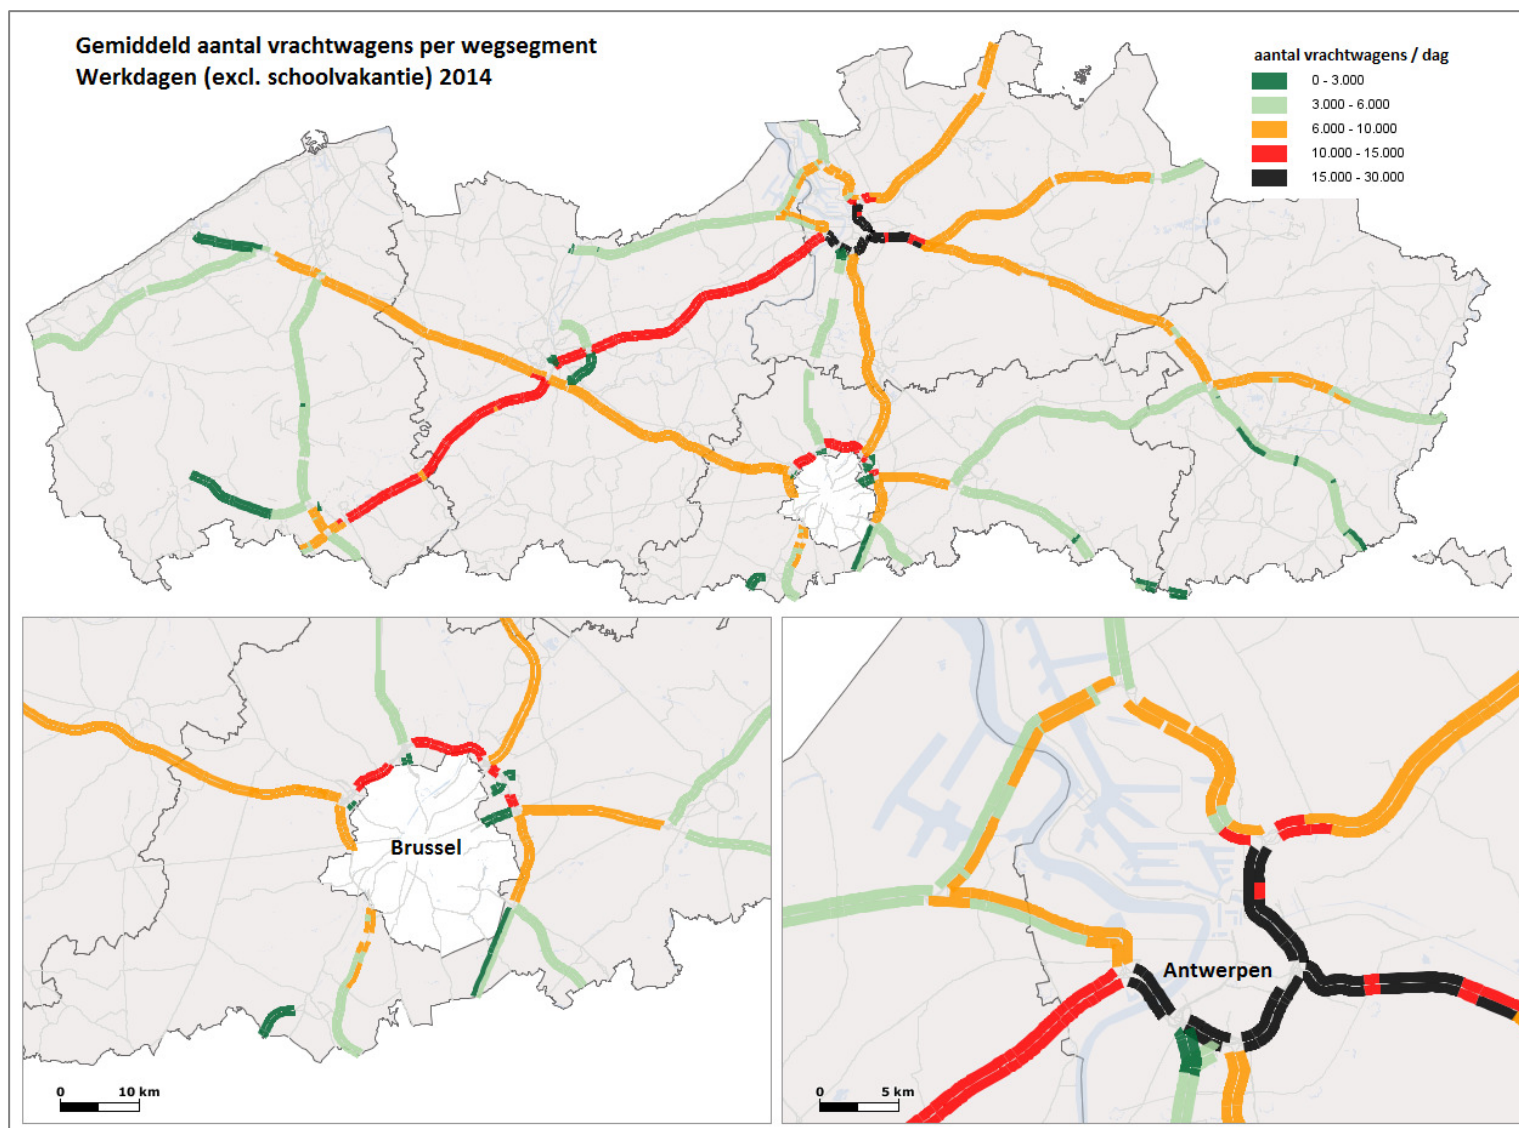 Gemiddeld aantal vrachtwagens per wegsegment
Werkdagen (excl. schoolvakantie) 2014
aantal vrachtwagens / dag
0 - 3.000
3.000 - 6.000
6.000 - 10.000
10.000 - 15.000
15.000 - 30.000
Brussel
0 10 km
Antwerpen
0 5 km